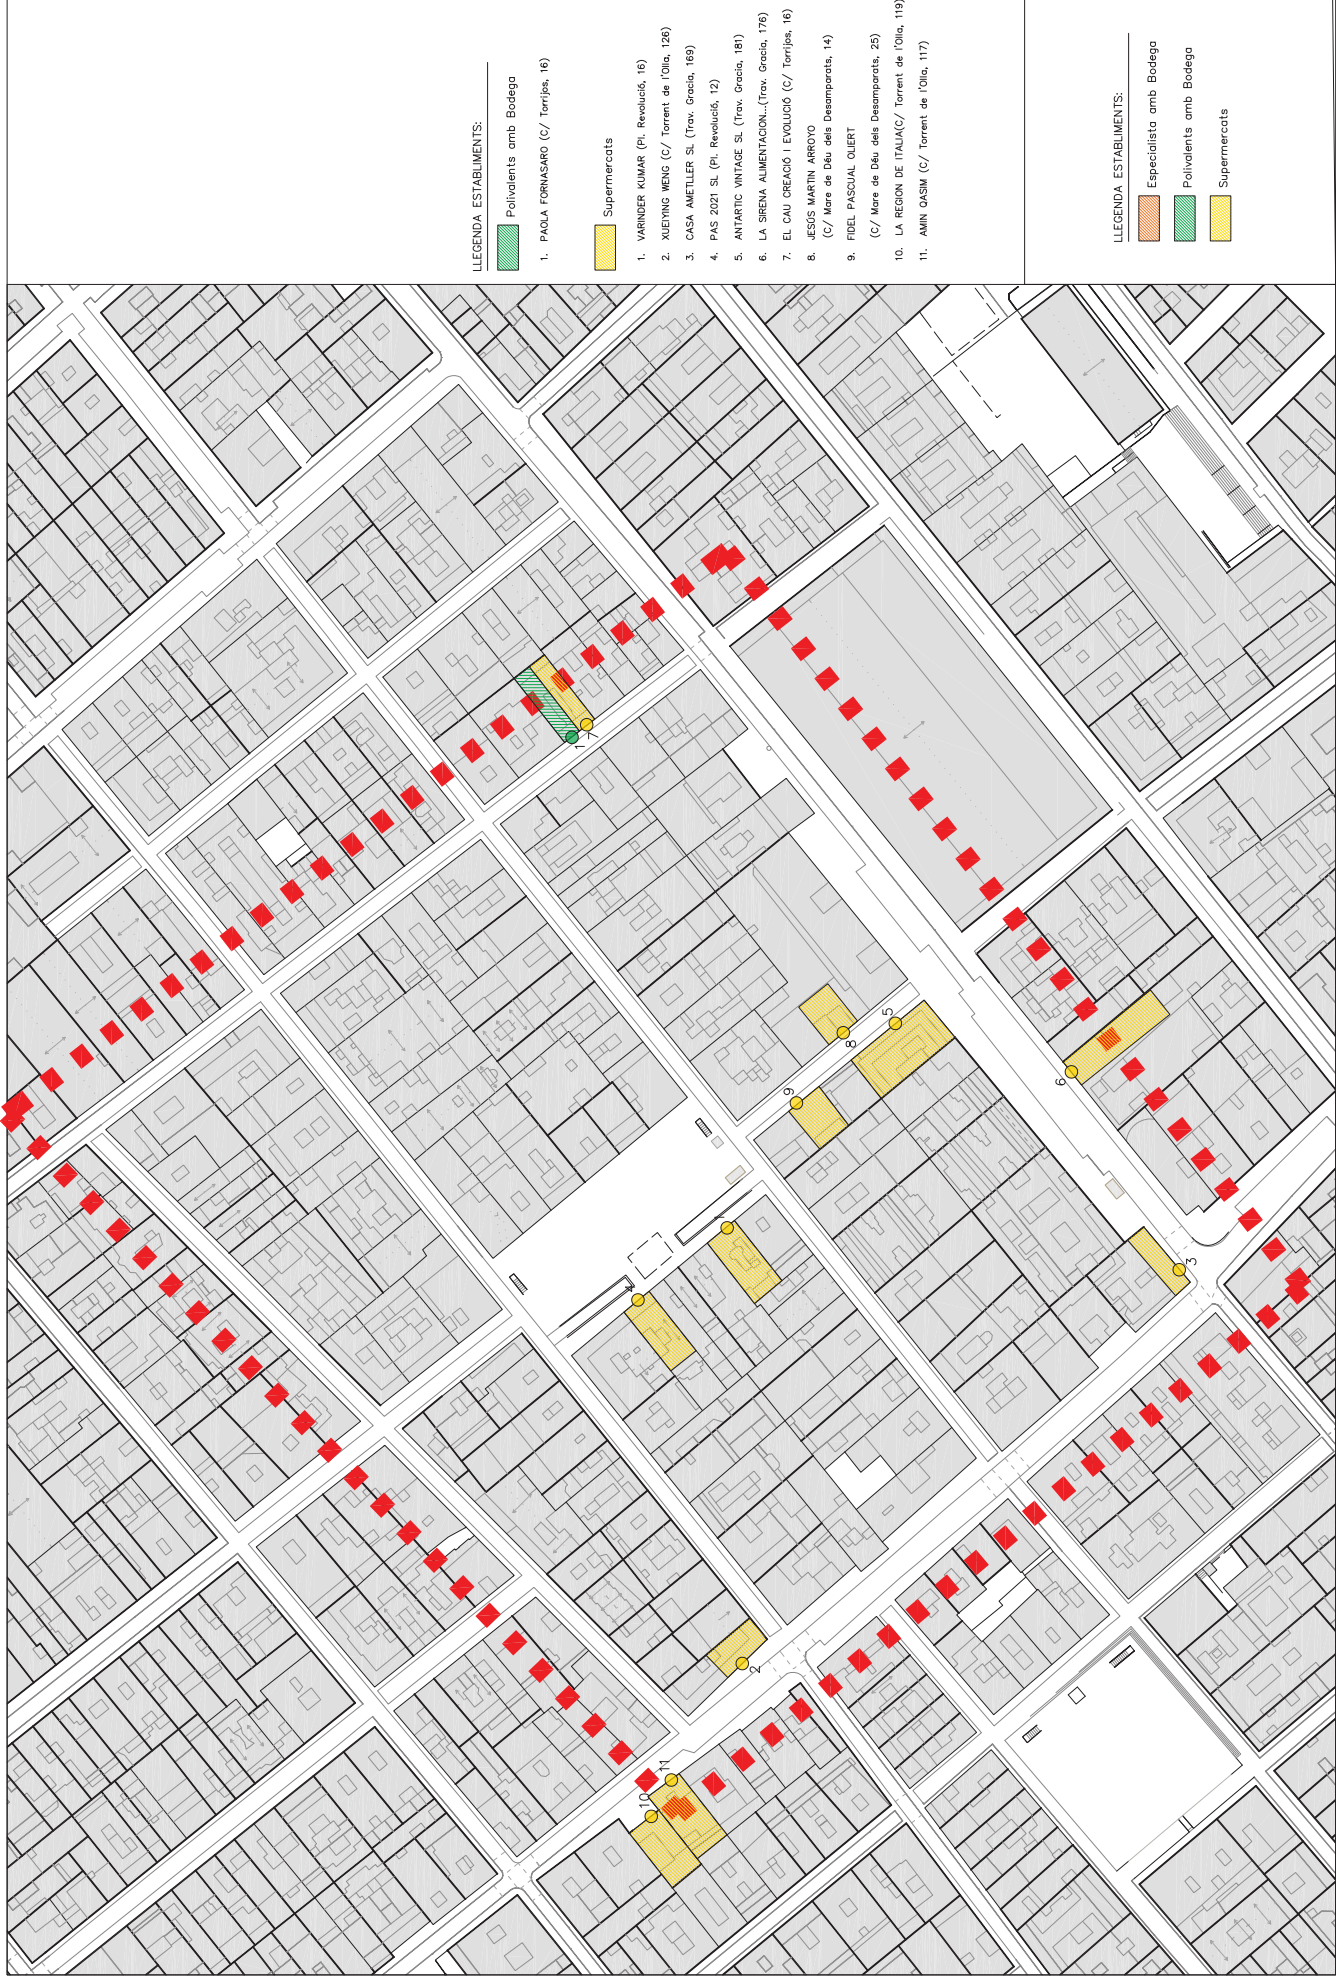 LLEGENDA ESTABLIMENTS:
Polivalents amb Bodega
1. PAOLA FORNASARO (C/ Torrijos, 16)
Supermercats
1. VARINDER KUMAR (Pl. Revolució, 16)
2. XUEIYING WENG (C/ Torrent de l'Olla, 126)
3. CASA AMETLLER SL (Trav. Gracia, 169)
4. PAS 2021 SL (Pl. Revolució, 12)
5. ANTARTIC VINTAGE SL (Trav. Gracia, 181)
6. LA SIRENA ALIMENTACION...(Trav. Gracia, 176)
7. EL CAU CREACIÓ I EVOLUCIÓ (C/ Torrijos, 16)
8. JESÚS MARTIN ARROYO
(C/ Mare de Dèu dels Desamparats, 14)
9. FIDEL PASCUAL OLIERT
(C/ Mare de Dèu dels Desamparats, 25)
10. LA REGION DE ITALIA(C/ Torrent de l'Olla, 119)
11. AMIN QASIM (C/ Torrent de l'Olla, 117)
LLEGENDA ESTABLIMENTS:
Especialista amb Bodega
Polivalents amb Bodega
Supermercats
1
7
5
8
9
6
1
4
3
2
11
10